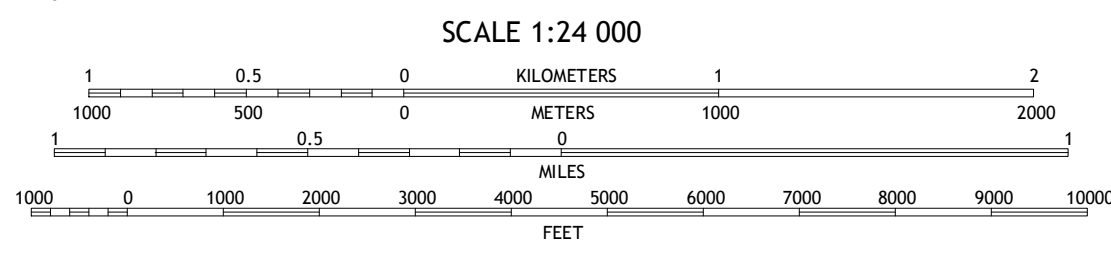 SCALE 1:24 000
1 0.5 0 KILOMETERS 1 2
1000 500 0 METERS 1000 2000
1 0.5 0 1
MILES
1000 0 1000 2000 3000 4000 5000 6000 7000 8000 9000 10000
FEET